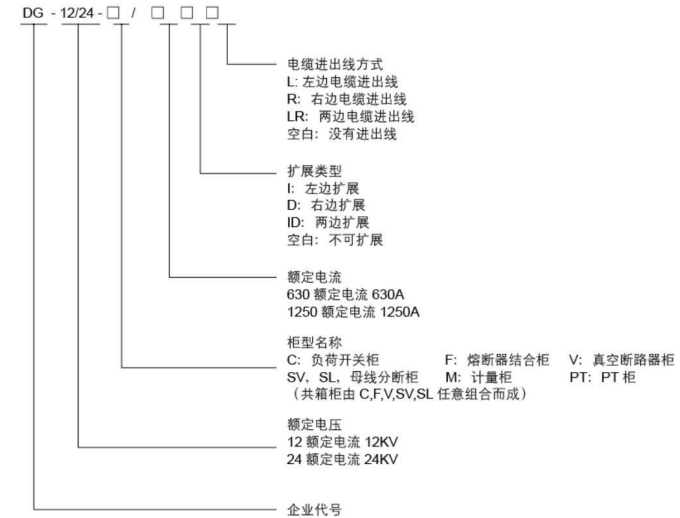 DG - 12/24 - □ / □ □ □
电缆进出线方式
L: 左边电缆进出线
R: 右边电缆进出线
LR: 两边电缆进出线
空白: 没有进出线
扩展类型
I: 左边扩展
D: 右边扩展
ID: 两边扩展
空白: 不可扩展
额定电流
630 额定电流 630A
1250 额定电流 1250A
柜型名称
C: 负荷开关柜 F: 熔断器结合柜 V: 真空断路器柜
SV, SL, 母线分断柜 M: 计量柜 PT: PT 柜
（共箱柜由 C,F,V,SV,SL 任意组合而成）
额定电压
12 额定电流 12KV
24 额定电流 24KV
企业代号